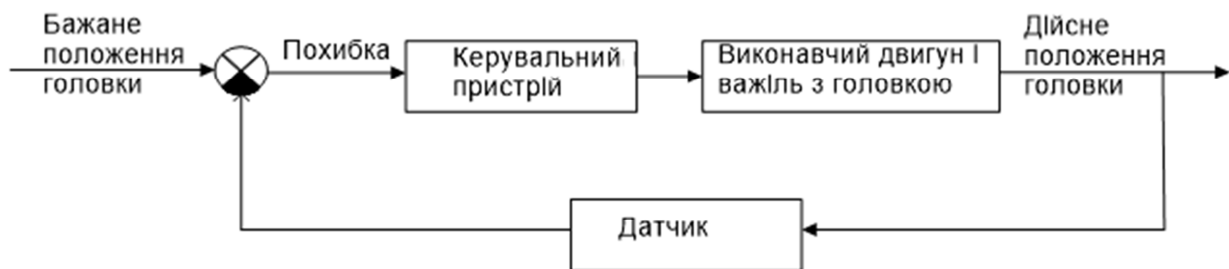 Бажане
положення
головки
Похибка
Керувальний
пристрій
Виконавчий двигун і
важіль з головкою
Дійсне
положення
головки
Датчик